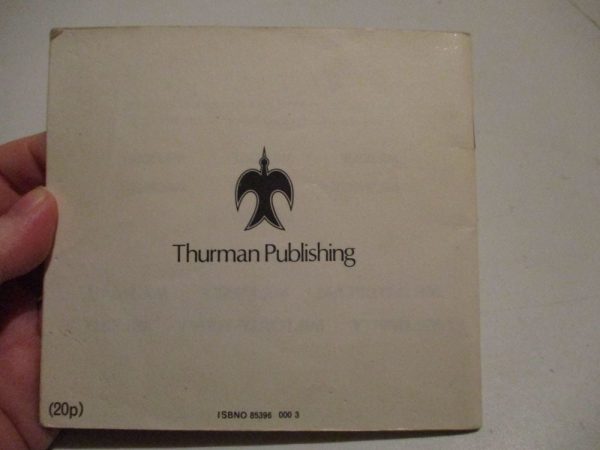 Thurman Publishing
(20p)
ISBNO 85396 000 3